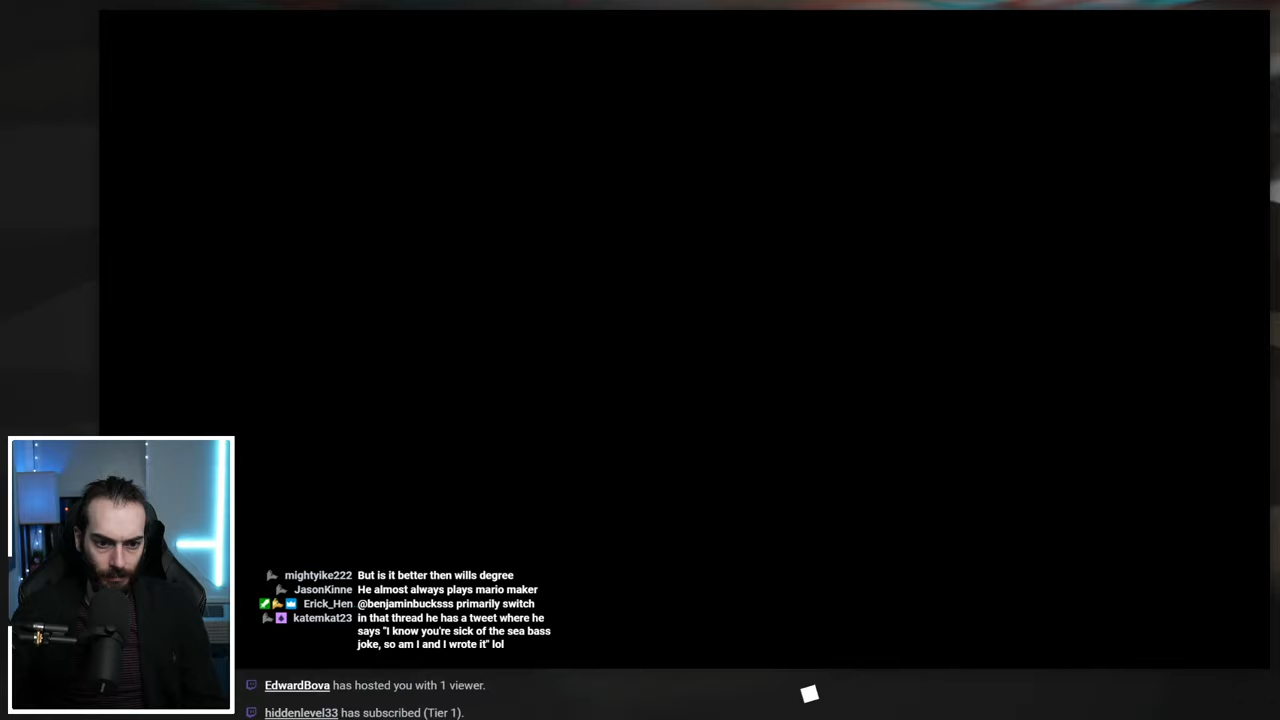 mightyike222 But is it better then wills degree
JasonKinne He almost always plays mario maker
Erick_Hen @benjaminbucksss primarily switch
katemkat23 in that thread he has a tweet where he
says "I know you're sick of the sea bass
joke, so am I and I wrote it" lol
EdwardBova has hosted you with 1 viewer.
hiddenlevel33 has subscribed (Tier 1).